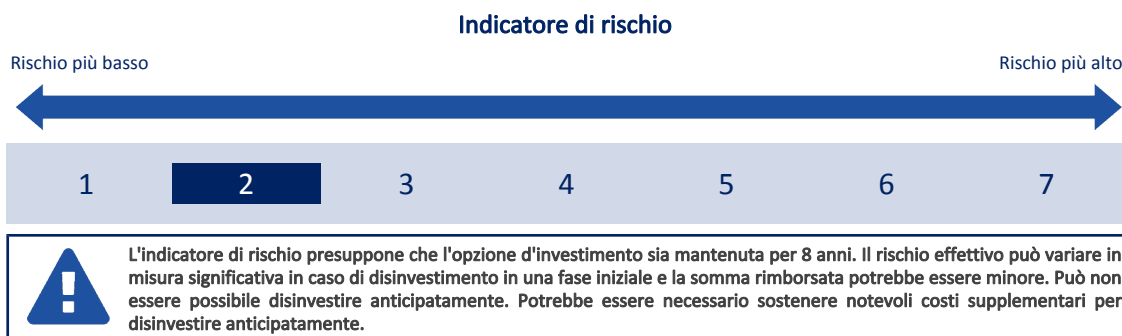 Indicatore di rischio
Rischio più basso
Rischio più alto
1 2 3 4 5 6 7
L'indicatore di rischio presuppone che l'opzione d'investimento sia mantenuta per 8 anni. Il rischio effettivo può variare in
misura significativa in caso di disinvestimento in una fase iniziale e la somma rimborsata potrebbe essere minore. Può non
essere possibile disinvestire anticipatamente. Potrebbe essere necessario sostenere notevoli costi supplementari per
disinvestire anticipatamente.